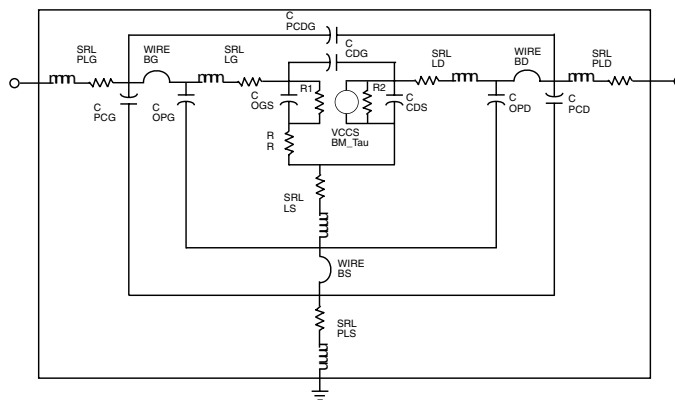 C
PCDG
SRL
PLG
WIRE
BG
SRL
LG
C
CDG
SRL
LD
WIRE
BD
SRL
PLD
C
PCG
C
OPG
C
OGS
R1
R2
C
CDS
C
OPD
C
PCD
R
R
VCCS
BM_Tau
SRL
LS
WIRE
BS
SRL
PLS